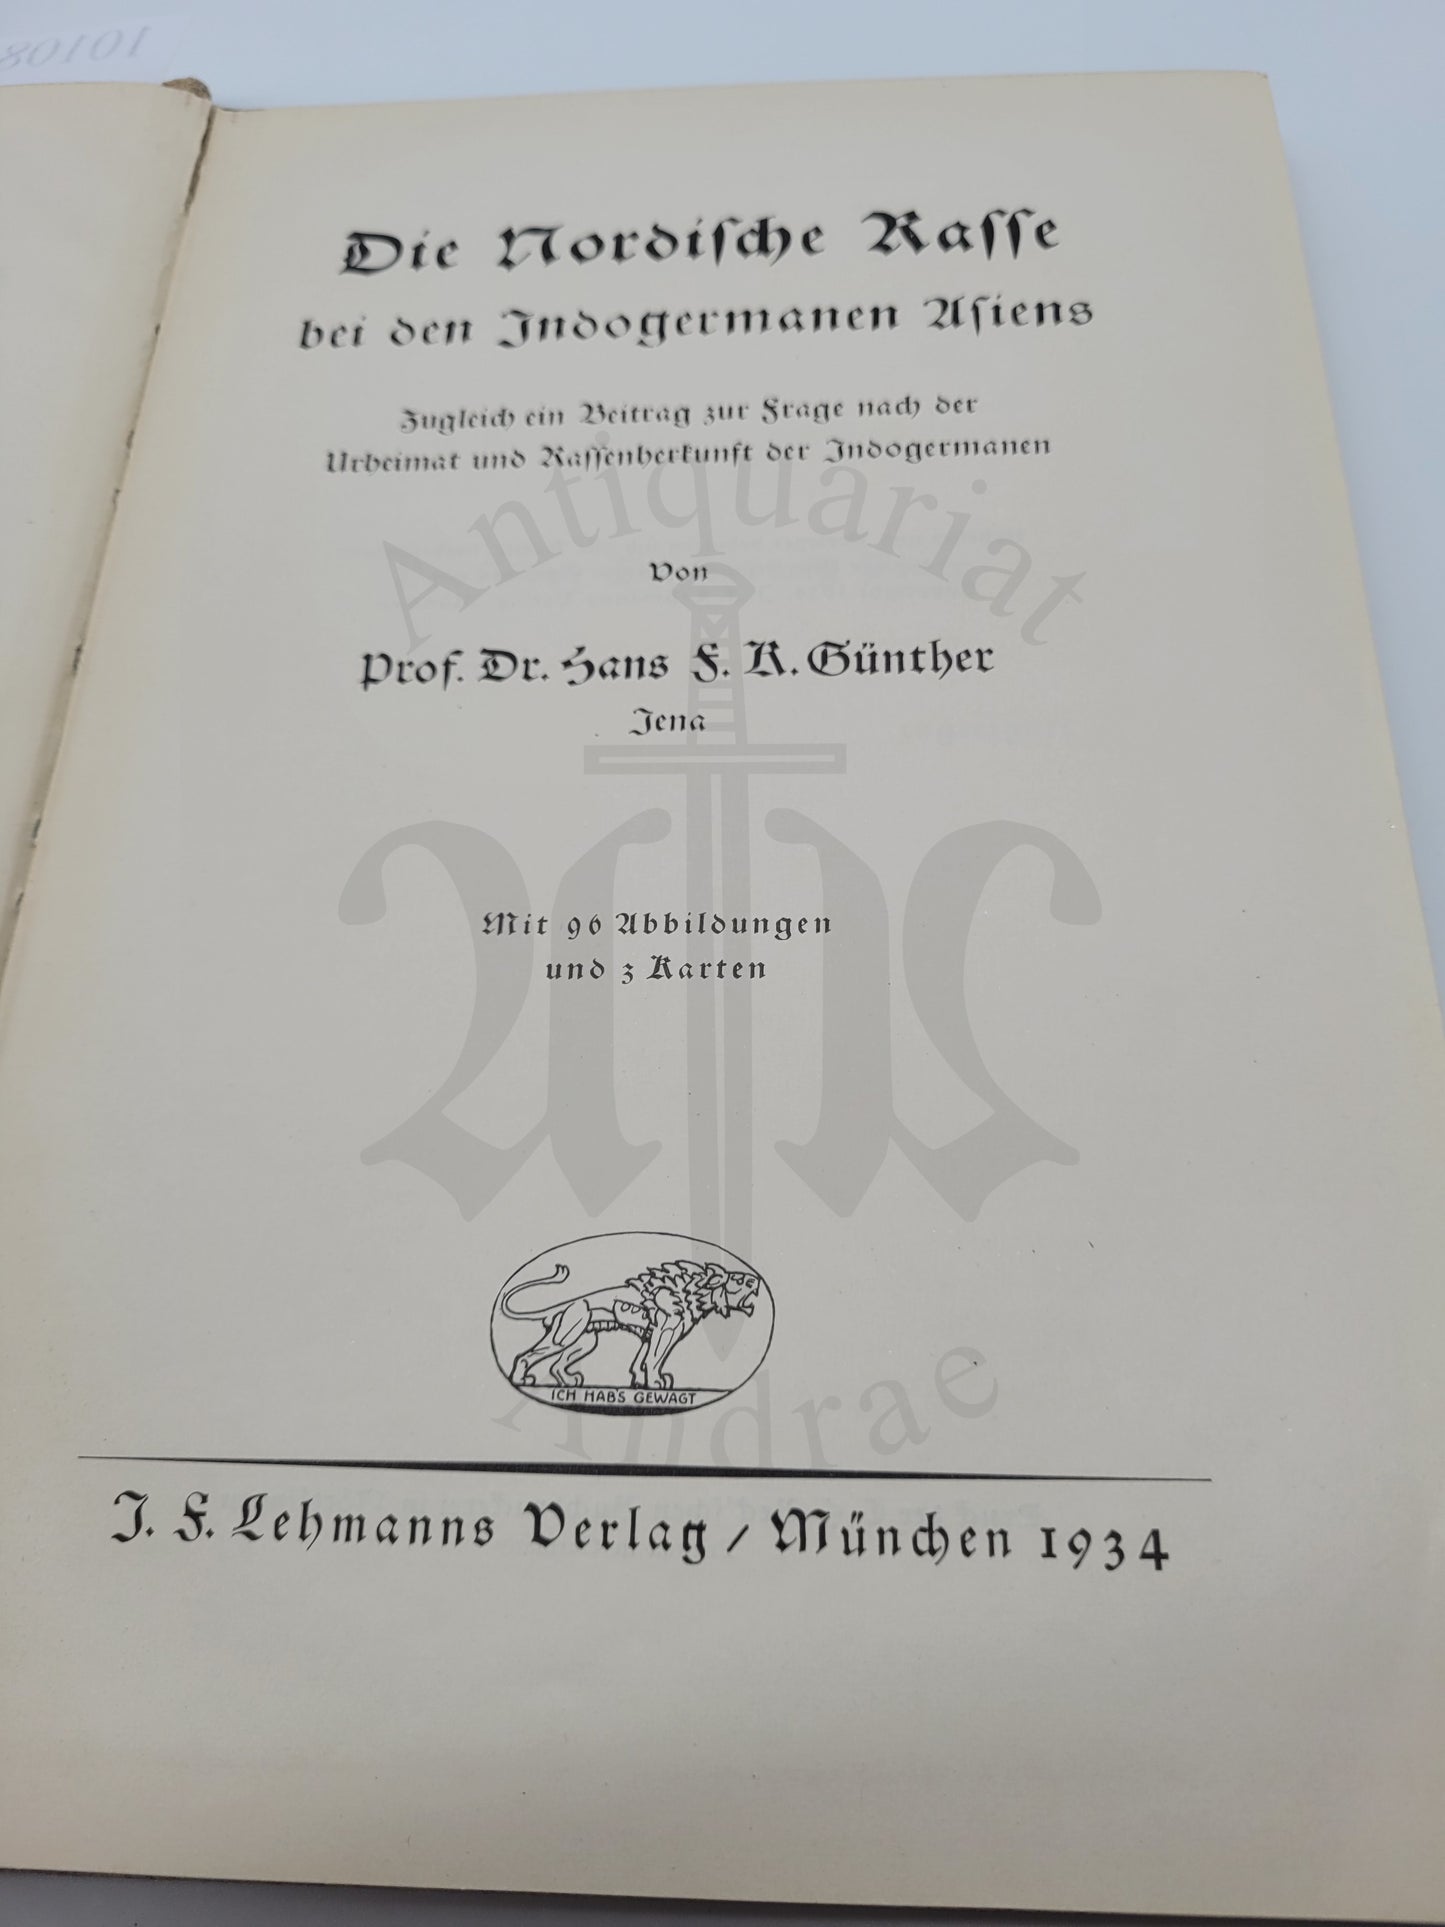 10108
Die Nordische Rasse
bei den Indogermanen Asiens
Zugleich ein Beitrag zur Frage nach der
Urheimat und Rassenherkunft der Indogermanen
Von
Prof. Dr. Hans F. K. Günther
Jena
Mit 96 Abbildungen
und 3 Karten
ICH HAB'S GEWAGT
J. F. Lehmanns Verlag / München 1934
Antiquariat
Andrae